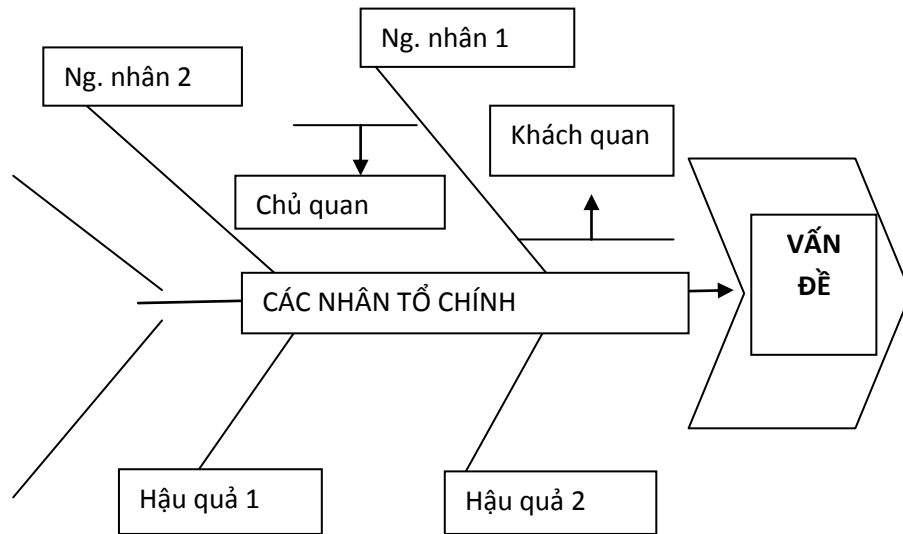 Ng. nhân 1
Ng. nhân 2
Khách quan
Chủ quan
VẤN
ĐỀ
CÁC NHÂN TỔ CHÍNH
Hậu quả 1
Hậu quả 2